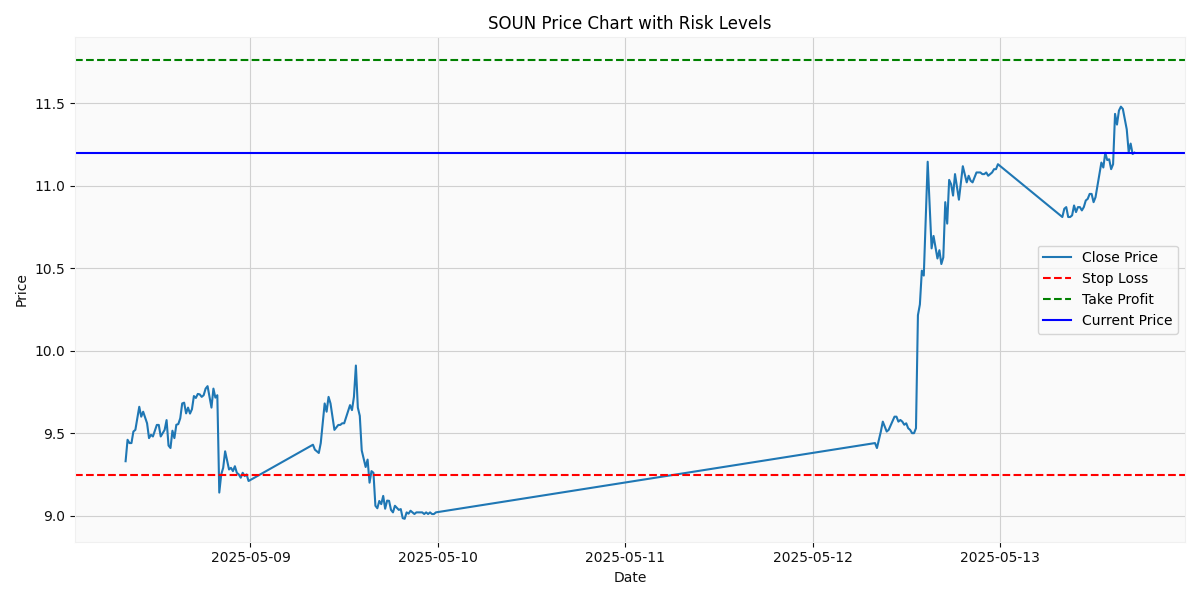 SOUN Price Chart with Risk Levels
11.5
11.0
10.5
10.0
9.5
9.0
Price
Close Price
Stop Loss
Take Profit
Current Price
2025-05-09
2025-05-10
2025-05-11
2025-05-12
2025-05-13
Date